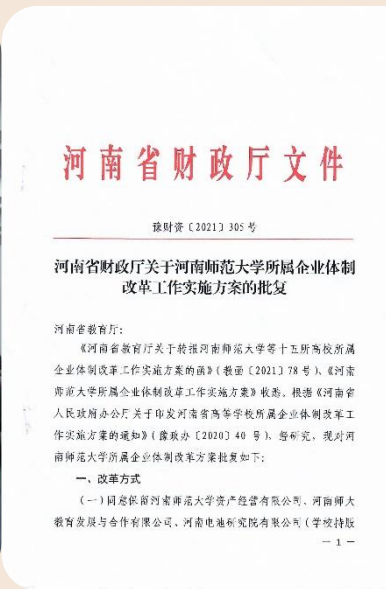 河南省财政厅文件
豫财资〔2021〕305号
河南省财政厅关于河南师范大学所属企业体制
改革工作实施方案的批复
河南省教育厅:
《河南省教育厅关于转报河南师范大学等十五所高校所属
企业体制改革工作实施方案的函》(教函〔2021〕78号)、《河南
师范大学所属企业体制改革工作实施方案》收悉。根据《河南省
人民政府办公厅关于印发河南省高等学校所属企业体制改革工
作实施方案的通知》(豫政办〔2020〕40号)、经研究、现对河
南师范大学所属企业体制改革方案批复如下:
一、改革方式
(一)同意保留河南师范大学资产经营有限公司、河南师大
教育发展与合作有限公司、河南电池研究院有限公司(学校持股
— 1 —